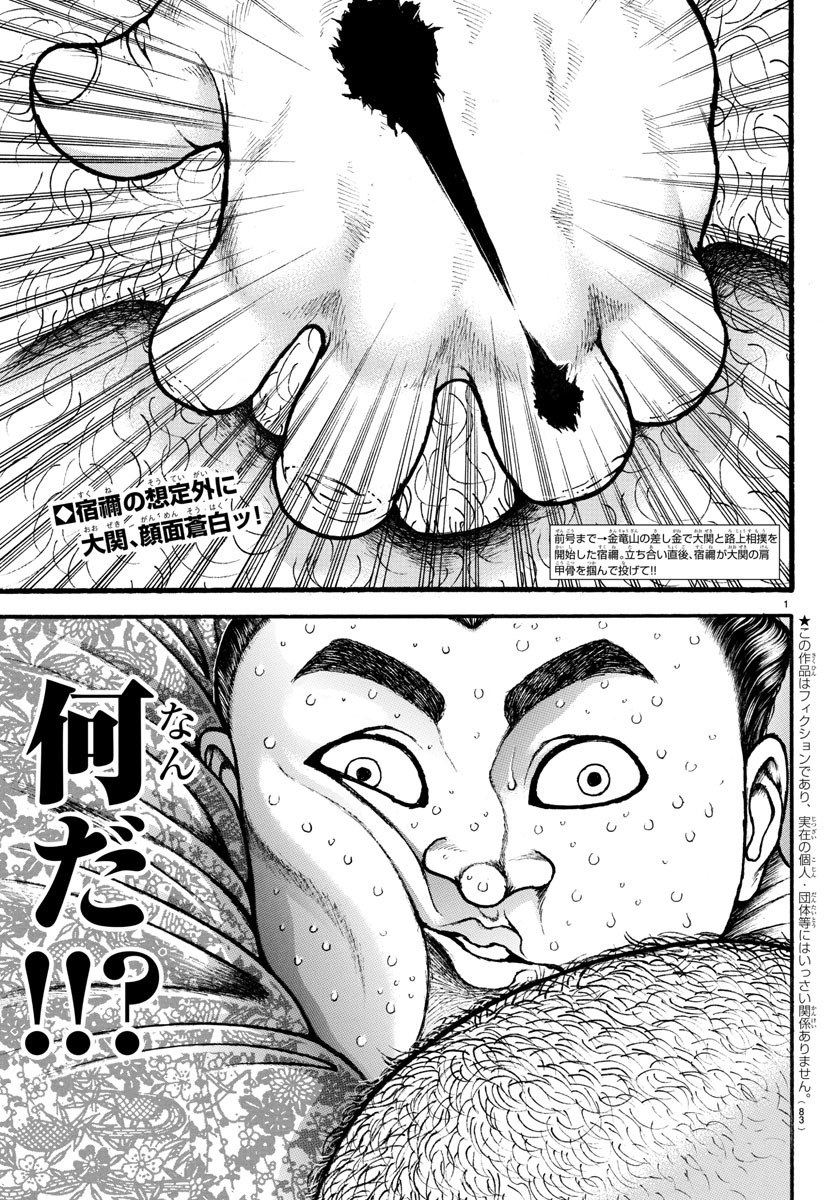 ◆宿禰の想定外に
大関、顔面蒼白ッ!
前号まで→金竜山の差し金で大関と路上相撲を
開始した宿禰。立ち合い直後、宿禰が大関の肩
甲骨を掴んで投げて!!
1
何だ!!?
なん
★この作品はフィクションであり、実在の個人・団体等にはいっさい関係ありません。
(83)